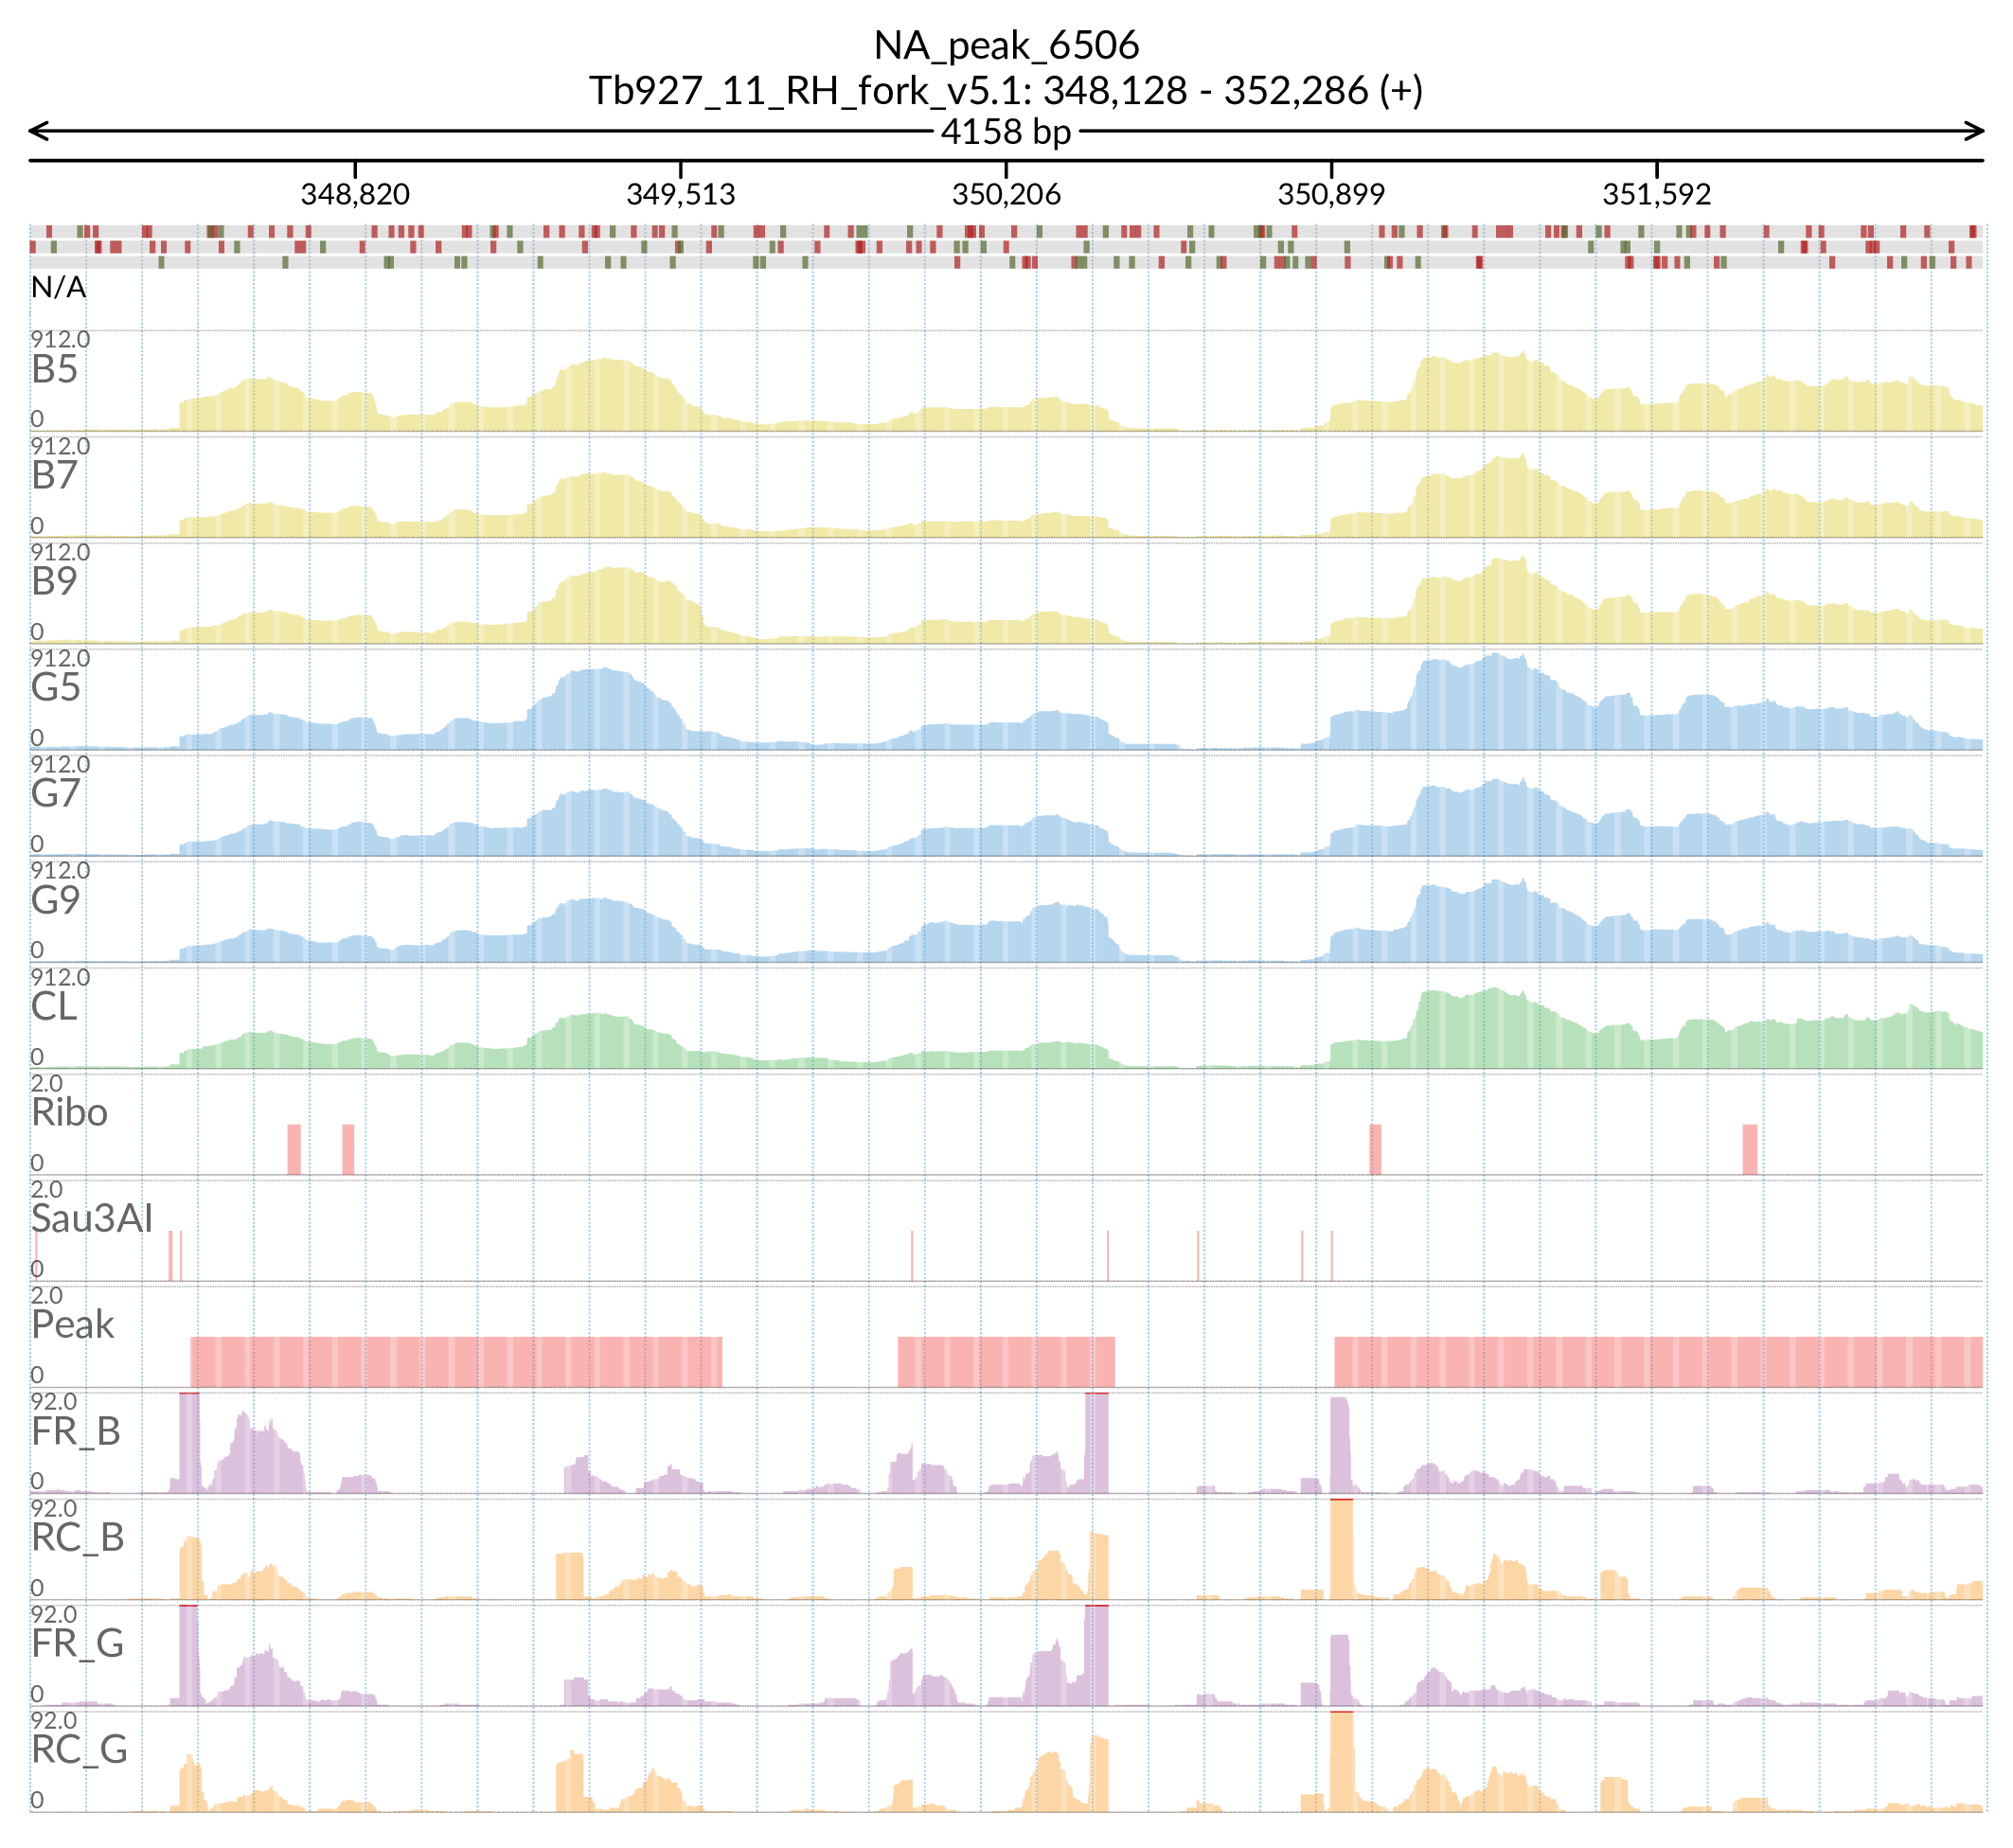 NA_peak_6506
Tb927_11_RH_fork_v5.1: 348,128 - 352,286 (+)
4158 bp
348,820 349,513 350,206 350,899 351,592
N/A
912.0
B5
0
912.0
B7
0
912.0
B9
0
912.0
G5
0
912.0
G7
0
912.0
G9
0
912.0
CL
0
2.0
Ribo
0
2.0
Sau3AI
0
2.0
Peak
0
92.0
FR_B
0
92.0
RC_B
0
92.0
FR_G
0
92.0
RC_G
0